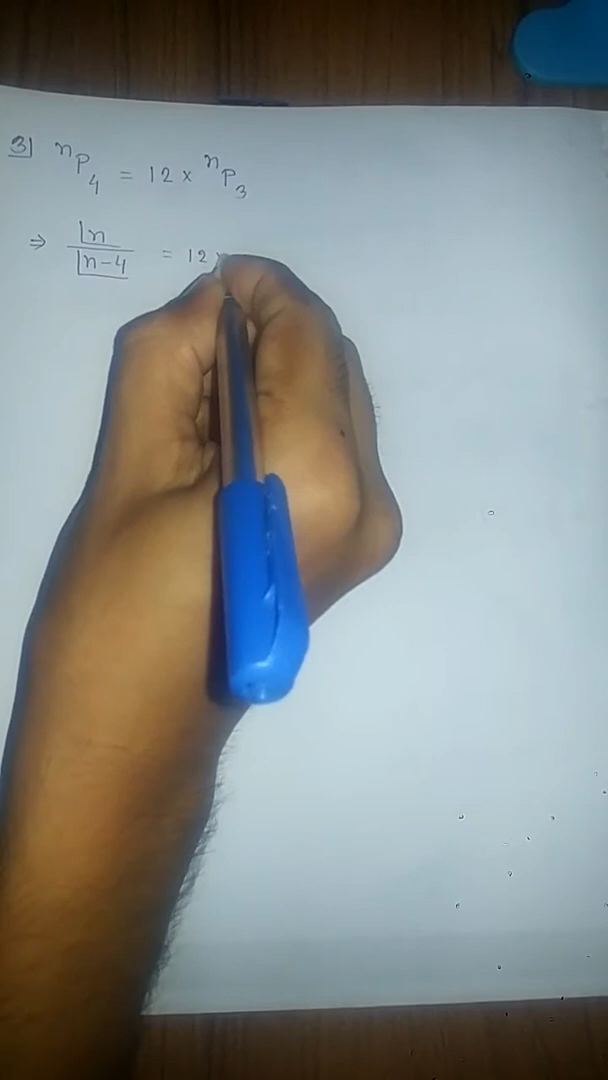 3] ⁿP₄ = 12 × ⁿP₃
⇒ |n / |n-4 = 12 ×